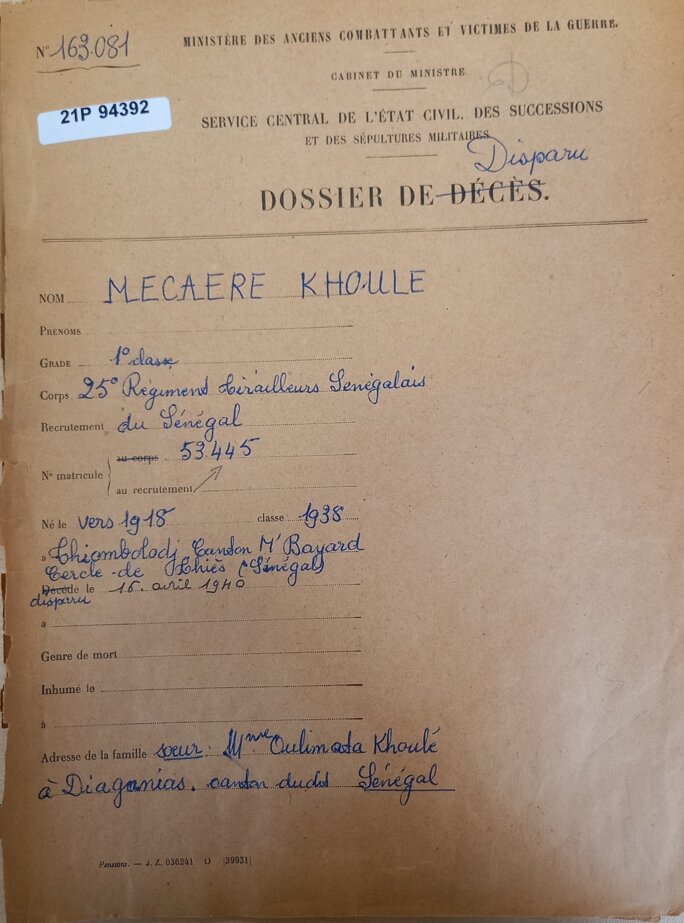 N° 163.081
MINISTÈRE DES ANCIENS COMBATTANTS ET VICTIMES DE LA GUERRE.
CABINET DU MINISTRE
21P 94392
SERVICE CENTRAL DE L'ÉTAT CIVIL, DES SUCCESSIONS
ET DES SÉPULTURES MILITAIRES
Disparu
DOSSIER DE DÉCÈS.
NOM MECAERE KHOULE
PRÉNOMS
GRADE 1° classe
Corps 25° Régiment tirailleurs Sénégalais
Recrutement du Sénégal
au corps 53.445
N° matricule
au recrutement
Né le vers 1918 classe 1938
a Thiombolodj Canton M'Bayard
Cercle de Thiès (Sénégal)
Décédé le 16 avril 1940
disparu
a
Genre de mort
Inhumé le
à
Adresse de la famille sœur. Mme Oulimata Khoulé
à Diaganias. canton dudit Sénégal
Pensions. — J. Z. 036241 O [39931]